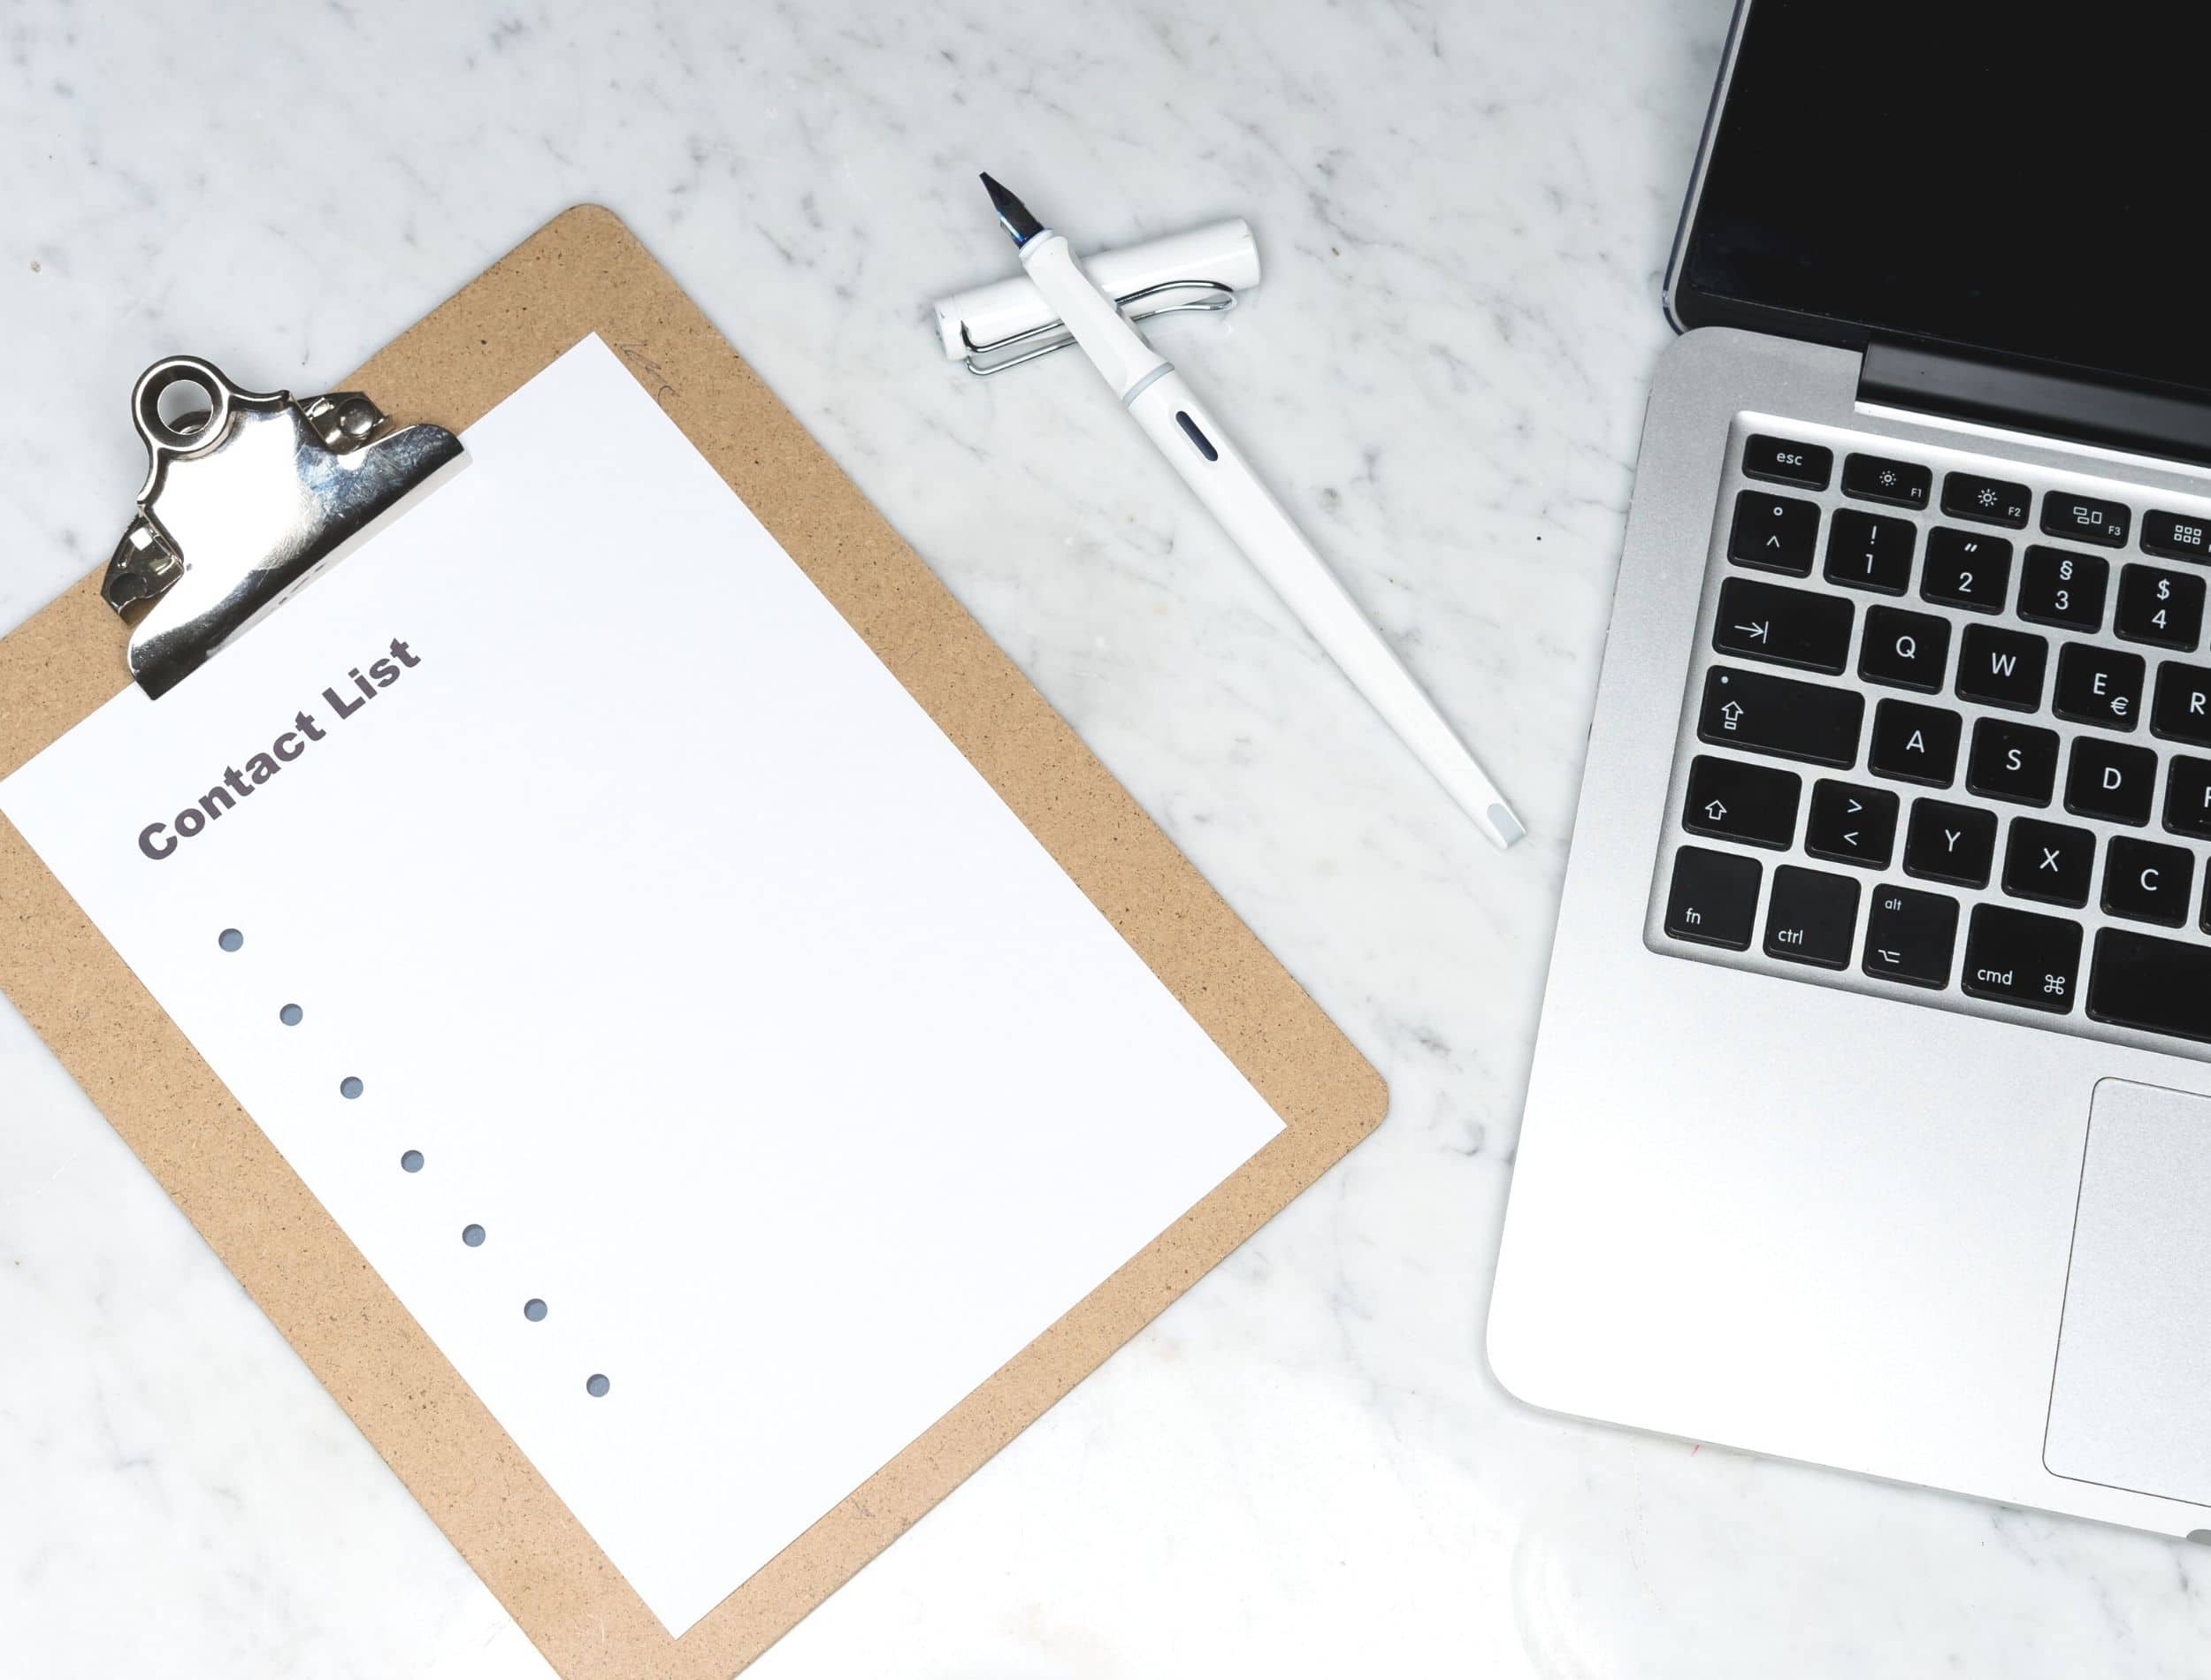 Contact List
esc
F1
F2
F3
° ^
! 1
" 2
§ 3
$ 4
Q W E € R
A S D
> < Y X C
fn ctrl alt cmd ⌘